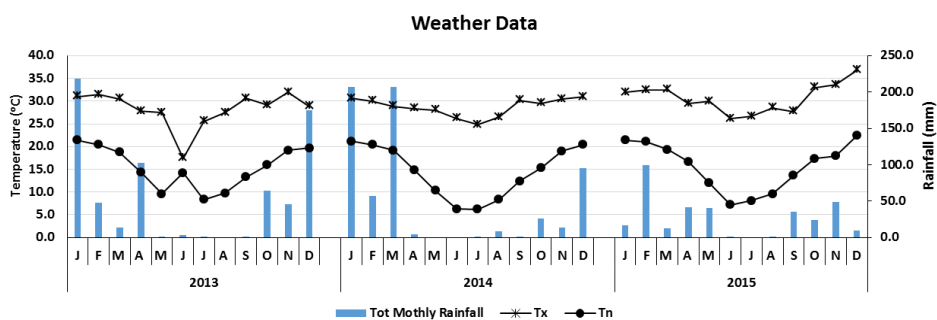 Weather Data
Temperature (°C)
40.0
35.0
30.0
25.0
20.0
15.0
10.0
5.0
0.0
250.0
200.0
150.0
100.0
50.0
0.0
Rainfall (mm)
J F M A M J J A S O N D J F M A M J J A S O N D J F M A M J J A S O N D
2013 2014 2015
Tot Mothly Rainfall Tx Tn